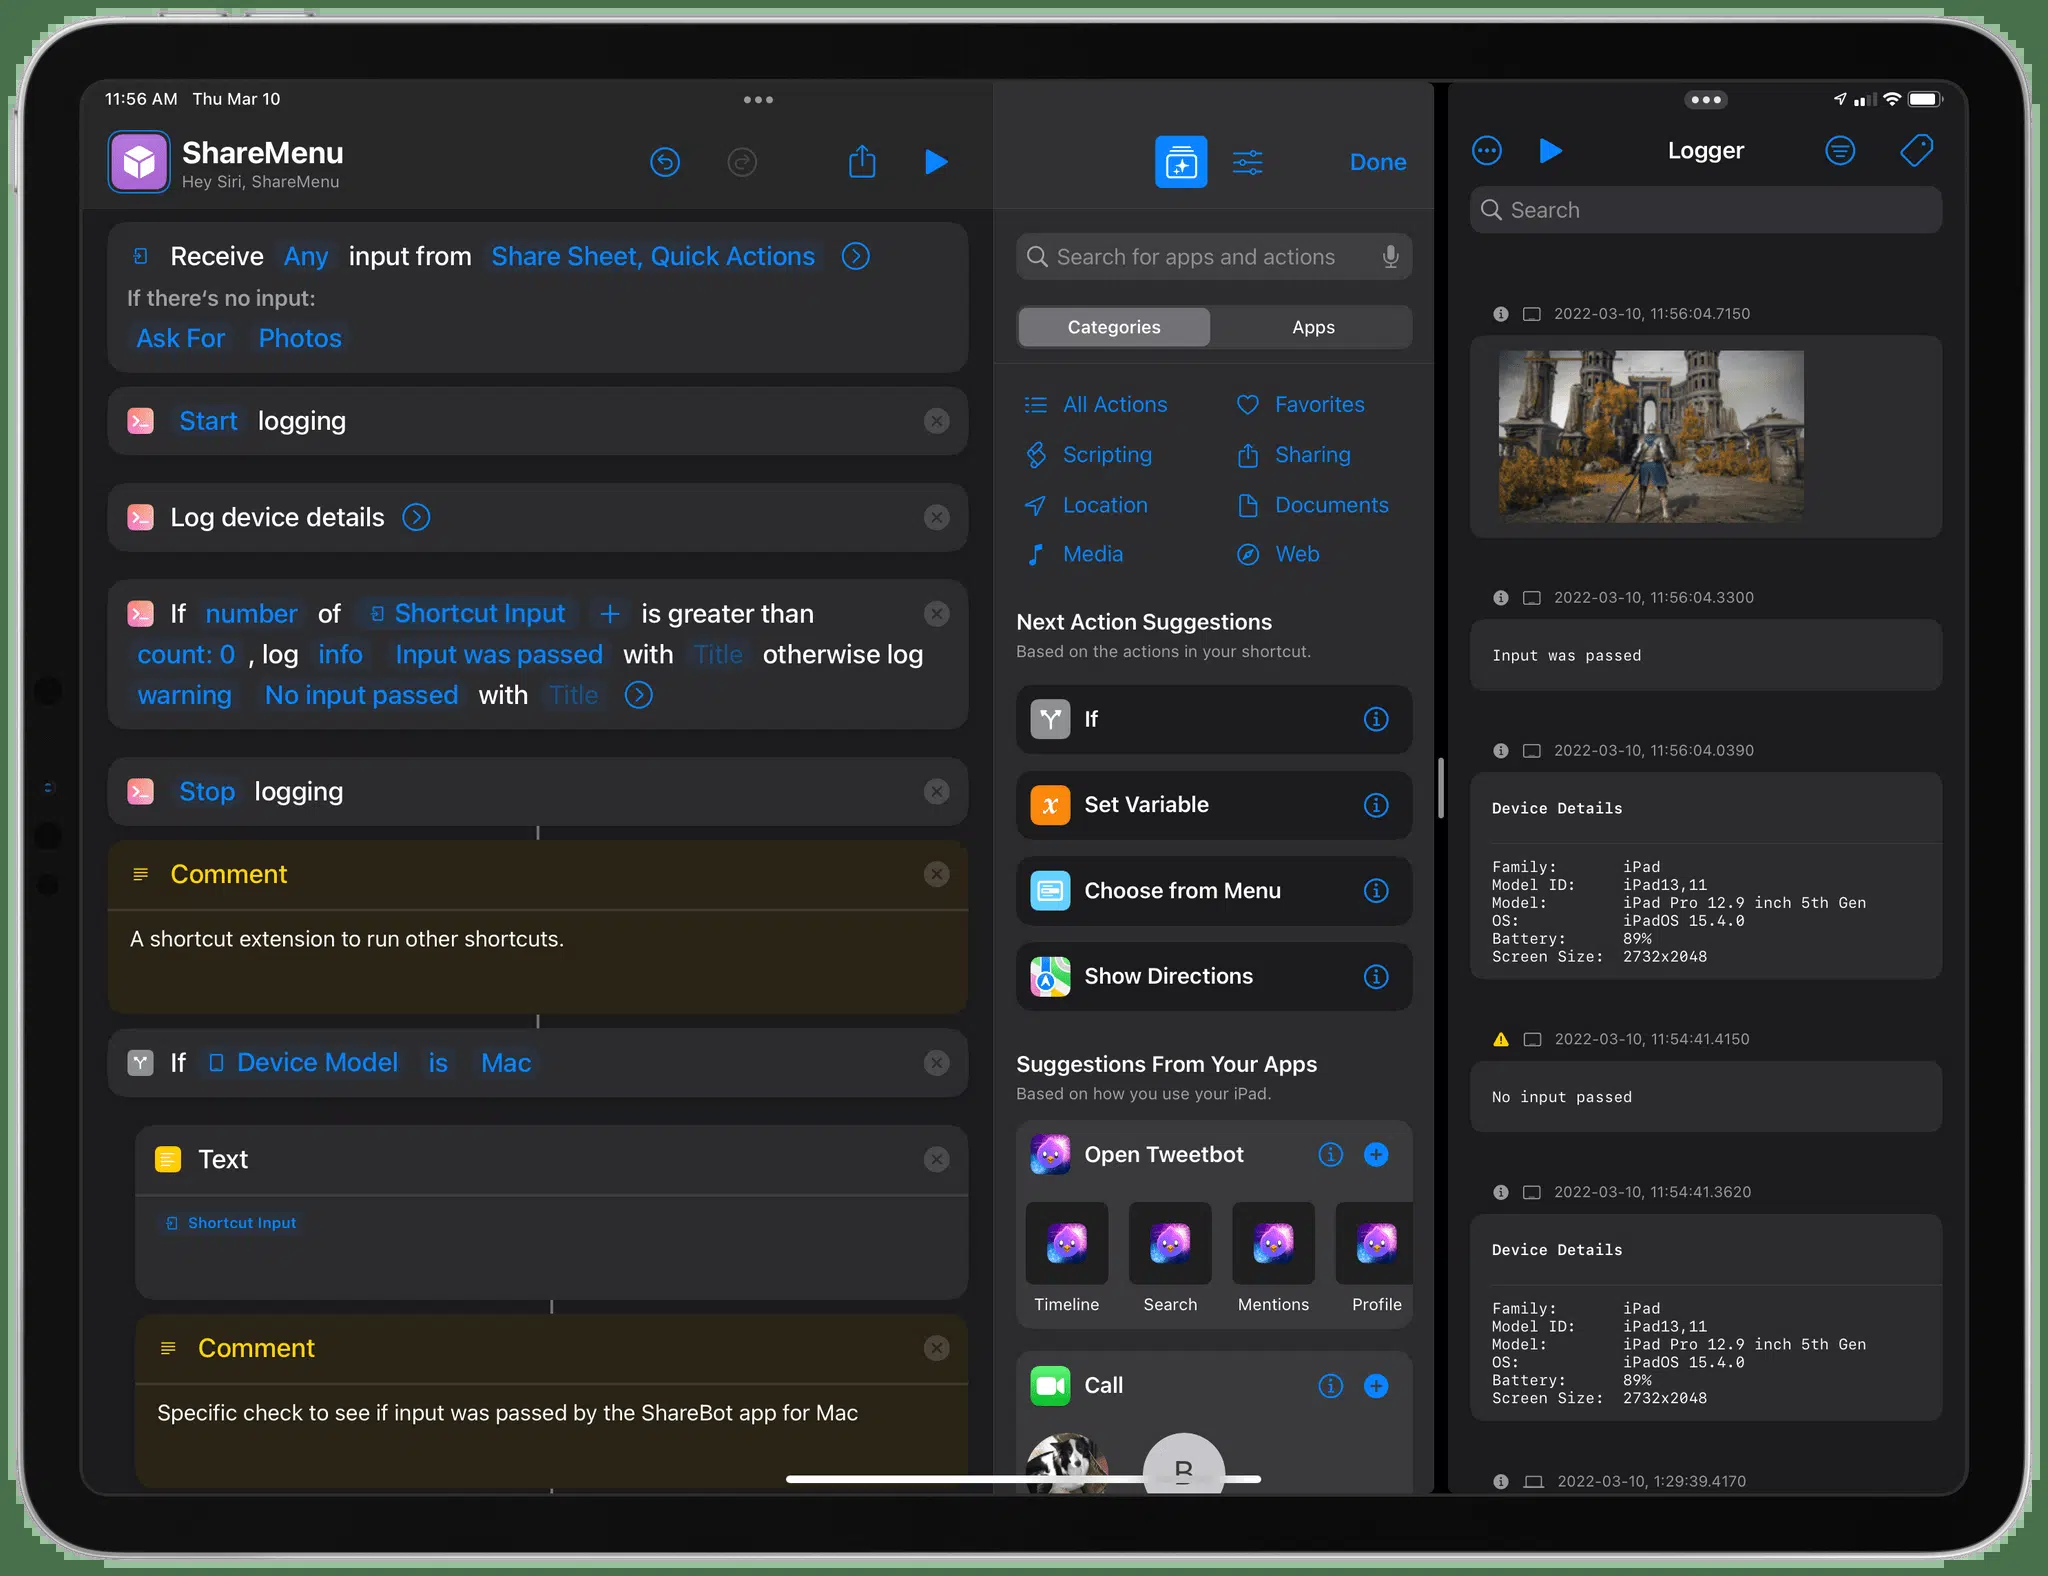 11:56 AM Thu Mar 10
ShareMenu
Hey Siri, ShareMenu
Receive Any input from Share Sheet, Quick Actions
If there's no input:
Ask For Photos
Start logging
Log device details
If number of Shortcut Input + is greater than
count: 0 , log info Input was passed with Title otherwise log
warning No input passed with Title
Stop logging
Comment
A shortcut extension to run other shortcuts.
If Device Model is Mac
Text
Shortcut Input
Comment
Specific check to see if input was passed by the ShareBot app for Mac
Done
Search for apps and actions
Categories Apps
All Actions Favorites
Scripting Sharing
Location Documents
Media Web
Next Action Suggestions
Based on the actions in your shortcut.
If
Set Variable
Choose from Menu
Show Directions
Suggestions From Your Apps
Based on how you use your iPad.
Open Tweetbot
Timeline Search Mentions Profile
Call
B
Logger
Search
2022-03-10, 11:56:04.7150
2022-03-10, 11:56:04.3300
Input was passed
2022-03-10, 11:56:04.0390
Device Details
Family: iPad
Model ID: iPad13,11
Model: iPad Pro 12.9 inch 5th Gen
OS: iPadOS 15.4.0
Battery: 89%
Screen Size: 2732x2048
2022-03-10, 11:54:41.4150
No input passed
2022-03-10, 11:54:41.3620
Device Details
Family: iPad
Model ID: iPad13,11
Model: iPad Pro 12.9 inch 5th Gen
OS: iPadOS 15.4.0
Battery: 89%
Screen Size: 2732x2048
2022-03-10, 1:29:39.4170